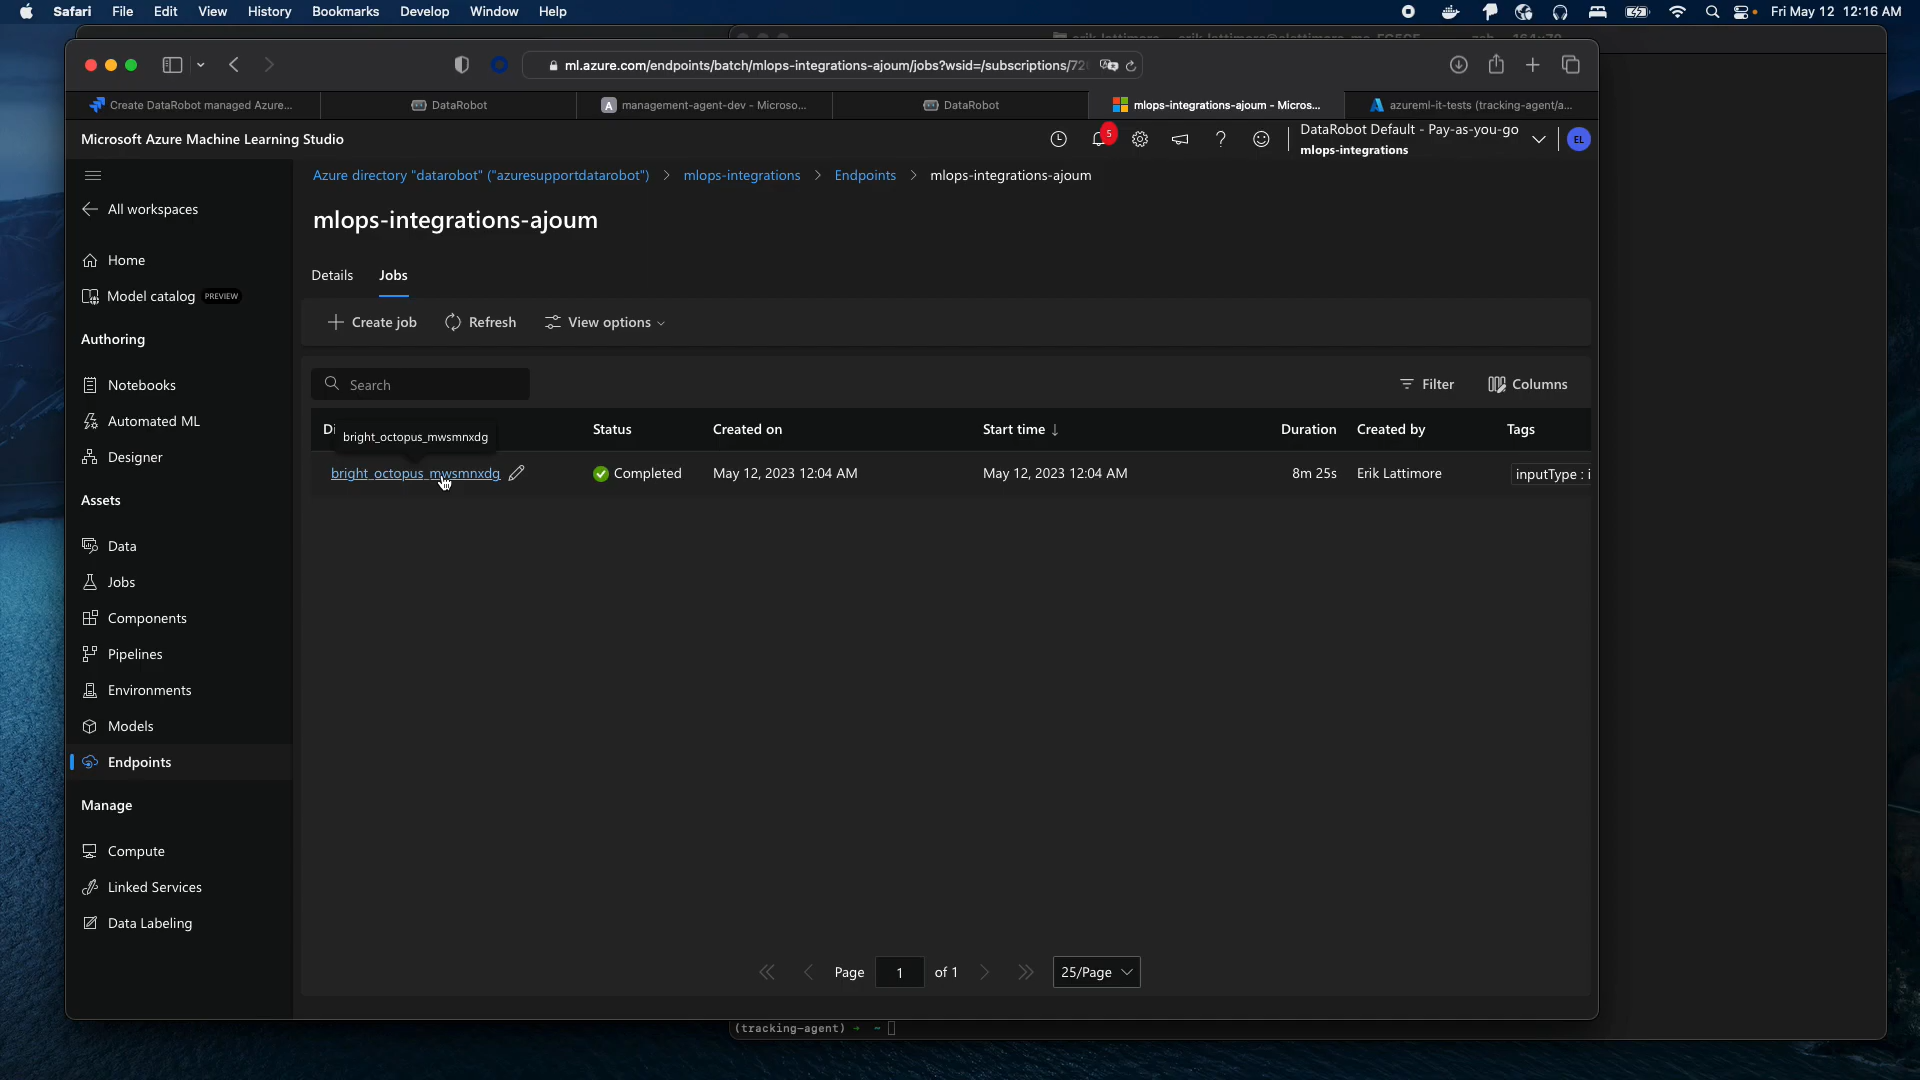 Safari File Edit View History Bookmarks Develop Window Help
Fri May 12 12:16 AM
ml.azure.com/endpoints/batch/mlops-integrations-ajoum/jobs?wsid=/subscriptions/72
Create DataRobot managed Azure...
DataRobot
management-agent-dev - Microso...
DataRobot
mlops-integrations-ajoum - Micros...
azureml-it-tests (tracking-agent/a...
Microsoft Azure Machine Learning Studio
5
DataRobot Default - Pay-as-you-go
mlops-integrations
EL
Azure directory "datarobot" ("azuresupportdatarobot") > mlops-integrations > Endpoints > mlops-integrations-ajoum
All workspaces
mlops-integrations-ajoum
Home
Model catalog PREVIEW
Authoring
Notebooks
Automated ML
Designer
Assets
Data
Jobs
Components
Pipelines
Environments
Models
Endpoints
Manage
Compute
Linked Services
Data Labeling
Details Jobs
Create job Refresh View options
Search
Filter Columns
Di
bright_octopus_mwsmnxdg
Status Created on Start time ↓ Duration Created by Tags
bright_octopus_mwsmnxdg Completed May 12, 2023 12:04 AM May 12, 2023 12:04 AM 8m 25s Erik Lattimore inputType : i
Page 1 of 1 25/Page
(tracking-agent) → ~